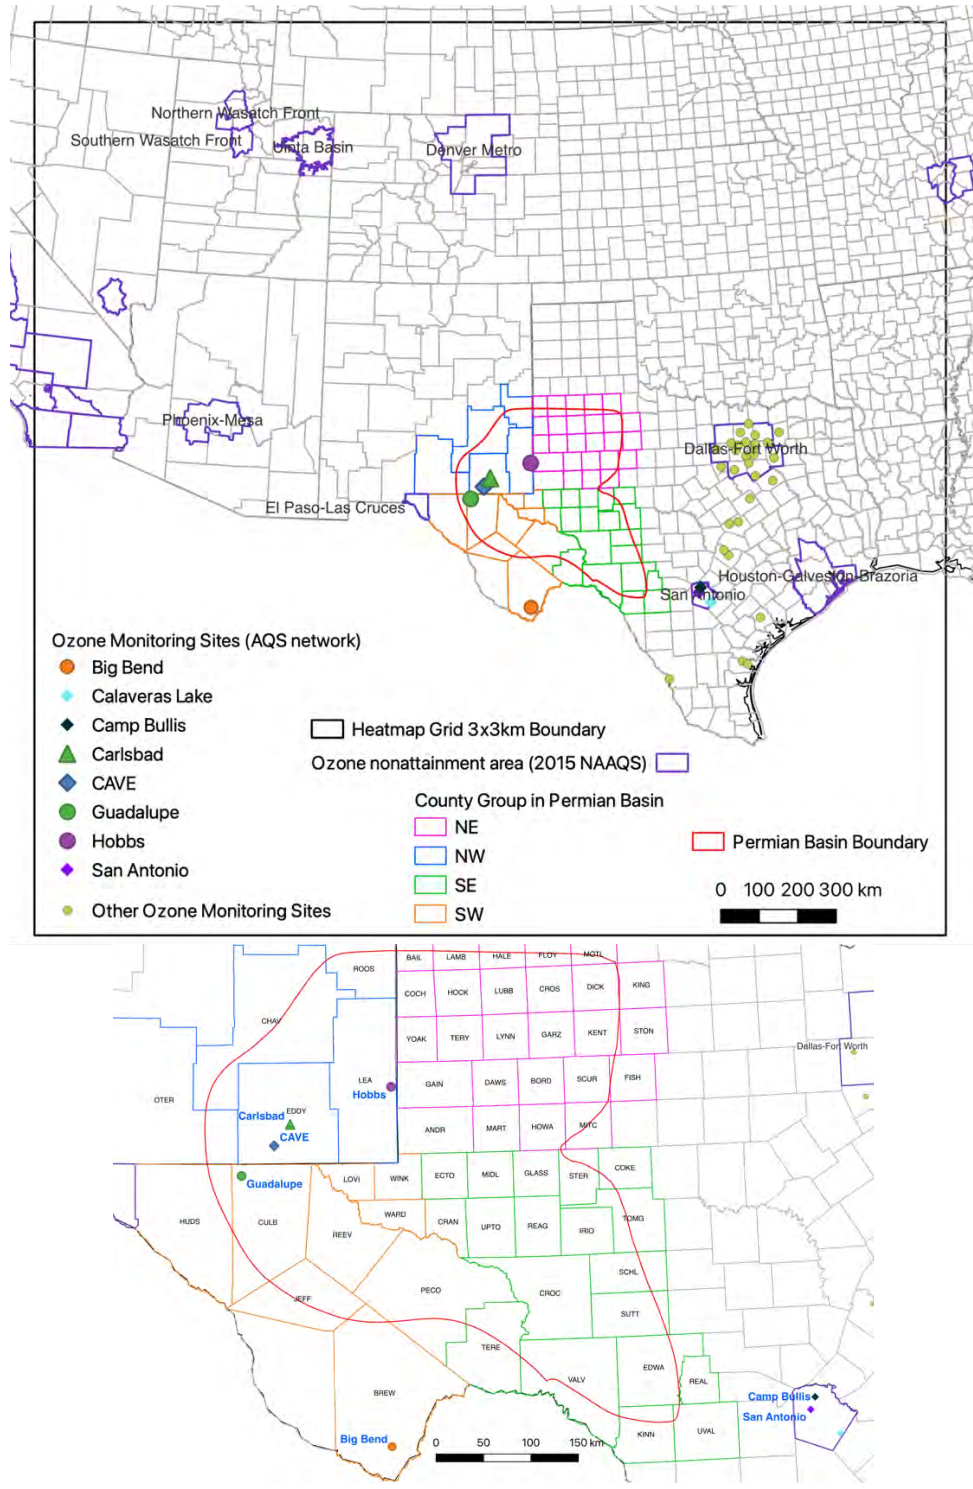 Northern Wasatch Front
Southern Wasatch Front
Uinta Basin
Denver Metro
Phoenix-Mesa
Dallas-Fort Worth
El Paso-Las Cruces
Houston-Galveston-Brazoria
San Antonio
Ozone Monitoring Sites (AQS network)
Big Bend
Calaveras Lake
Camp Bullis
Carlsbad
CAVE
Guadalupe
Hobbs
San Antonio
Other Ozone Monitoring Sites
Heatmap Grid 3x3km Boundary
Ozone nonattainment area (2015 NAAQS)
County Group in Permian Basin
NE
NW
SE
SW
Permian Basin Boundary
0 100 200 300 km
BAIL LAMB HALE FLOY MOTL
ROOS
COCH HOCK LUBB CROS DICK KING
CHAV
YOAK TERY LYNN GARZ KENT STON
Dallas-Fort Worth
LEA GAIN DAWS BORD SCUR FISH
Hobbs
OTER
EDDY
Carlsbad
CAVE
ANDR MART HOWA MITC
Guadalupe
LOVI WINK ECTO MIDL GLASS STER COKE
HUDS CULB REEV WARD CRAN UPTO REAG IRIO TOMG
JEFF PECO CROC SCHL
SUTT
TERE
BREW VALV EDWA REAL
Camp Bullis
San Antonio
Big Bend
KINN UVAL
0 50 100 150 km